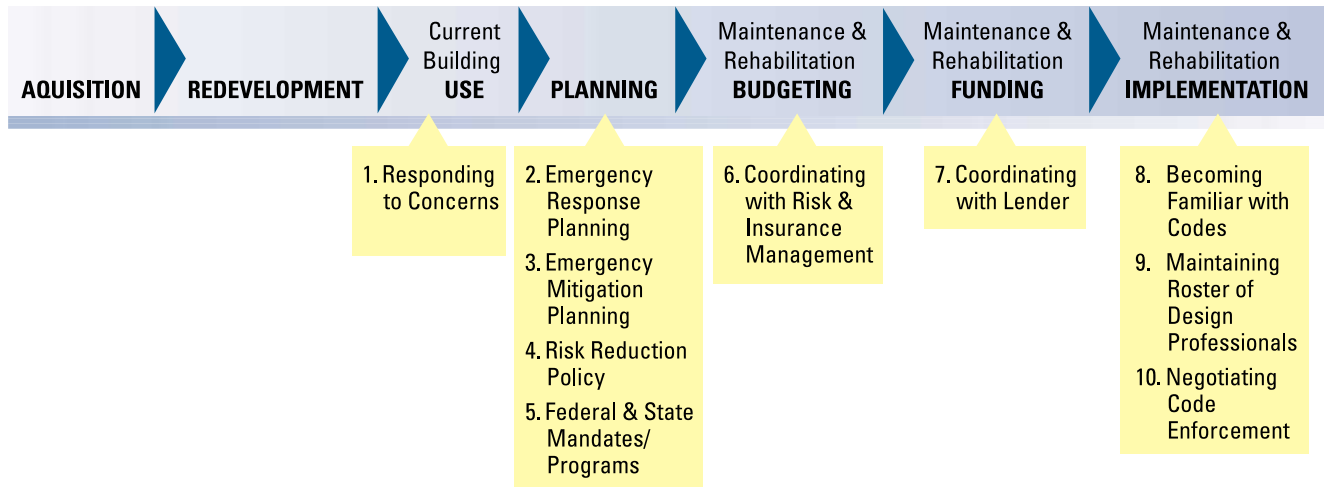 AQUISITION
REDEVELOPMENT
Current
Building
USE
PLANNING
Maintenance &
Rehabilitation
BUDGETING
Maintenance &
Rehabilitation
FUNDING
Maintenance &
Rehabilitation
IMPLEMENTATION
1. Responding
to Concerns
2. Emergency
Response
Planning
3. Emergency
Mitigation
Planning
4. Risk Reduction
Policy
5. Federal & State
Mandates/
Programs
6. Coordinating
with Risk &
Insurance
Management
7. Coordinating
with Lender
8. Becoming
Familiar with
Codes
9. Maintaining
Roster of
Design
Professionals
10. Negotiating
Code
Enforcement